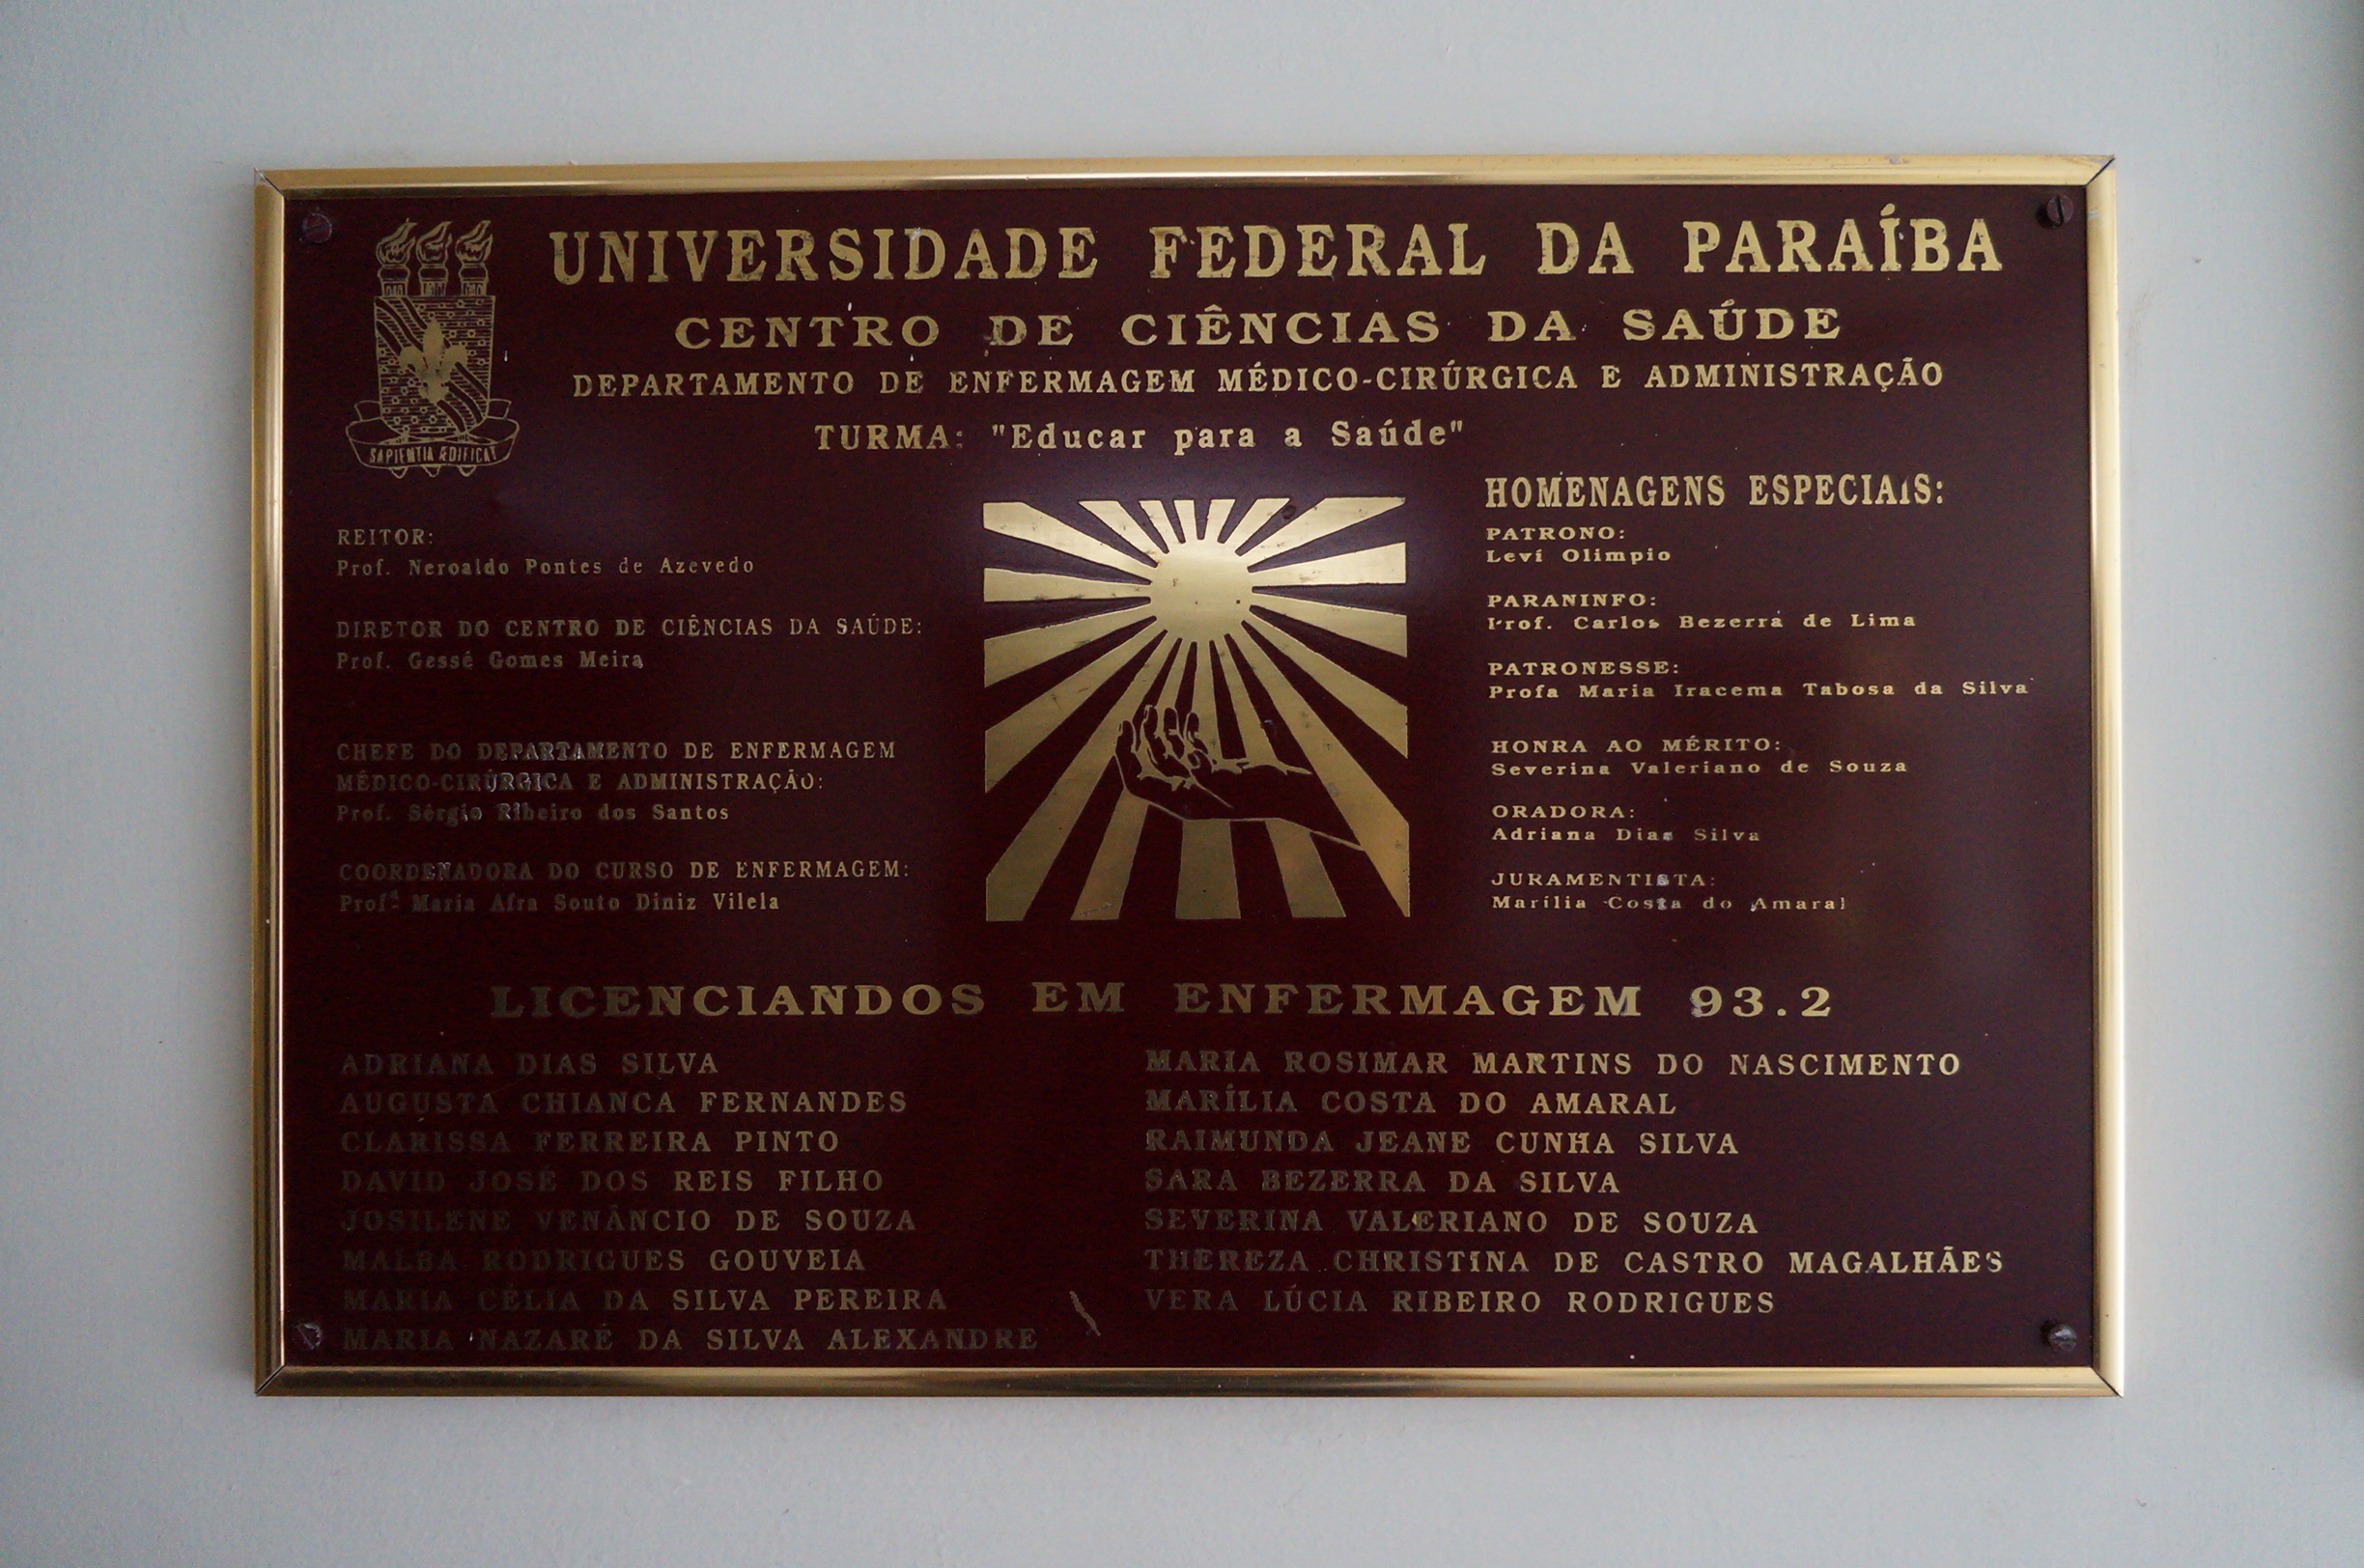 UNIVERSIDADE FEDERAL DA PARAÍBA
CENTRO DE CIÊNCIAS DA SAÚDE
DEPARTAMENTO DE ENFERMAGEM MÉDICO-CIRÚRGICA E ADMINISTRAÇÃO
TURMA: "Educar para a Saúde"
SAPIENTIA ÆDIFICAT
REITOR:
Prof. Neroaldo Pontes de Azevedo
DIRETOR DO CENTRO DE CIÊNCIAS DA SAÚDE:
Prof. Gessé Gomes Meira
CHEFE DO DEPARTAMENTO DE ENFERMAGEM
MÉDICO-CIRÚRGICA E ADMINISTRAÇÃO:
Prof. Sérgio Ribeiro dos Santos
COORDENADORA DO CURSO DE ENFERMAGEM:
Profª Maria Afra Souto Diniz Vilela
HOMENAGENS ESPECIAIS:
PATRONO:
Leví Olimpio
PARANINFO:
Prof. Carlos Bezerra de Lima
PATRONESSE:
Profa Maria Iracema Tabosa da Silva
HONRA AO MÉRITO:
Severina Valeriano de Souza
ORADORA:
Adriana Dias Silva
JURAMENTISTA:
Marília Costa do Amaral
LICENCIANDOS EM ENFERMAGEM 93.2
ADRIANA DIAS SILVA
AUGUSTA CHIANCA FERNANDES
CLARISSA FERREIRA PINTO
DAVID JOSÉ DOS REIS FILHO
JOSILENE VENÂNCIO DE SOUZA
MALBA RODRIGUES GOUVEIA
MARIA CÉLIA DA SILVA PEREIRA
MARIA NAZARÉ DA SILVA ALEXANDRE
MARIA ROSIMAR MARTINS DO NASCIMENTO
MARÍLIA COSTA DO AMARAL
RAIMUNDA JEANE CUNHA SILVA
SARA BEZERRA DA SILVA
SEVERINA VALERIANO DE SOUZA
THEREZA CHRISTINA DE CASTRO MAGALHÃES
VERA LÚCIA RIBEIRO RODRIGUES